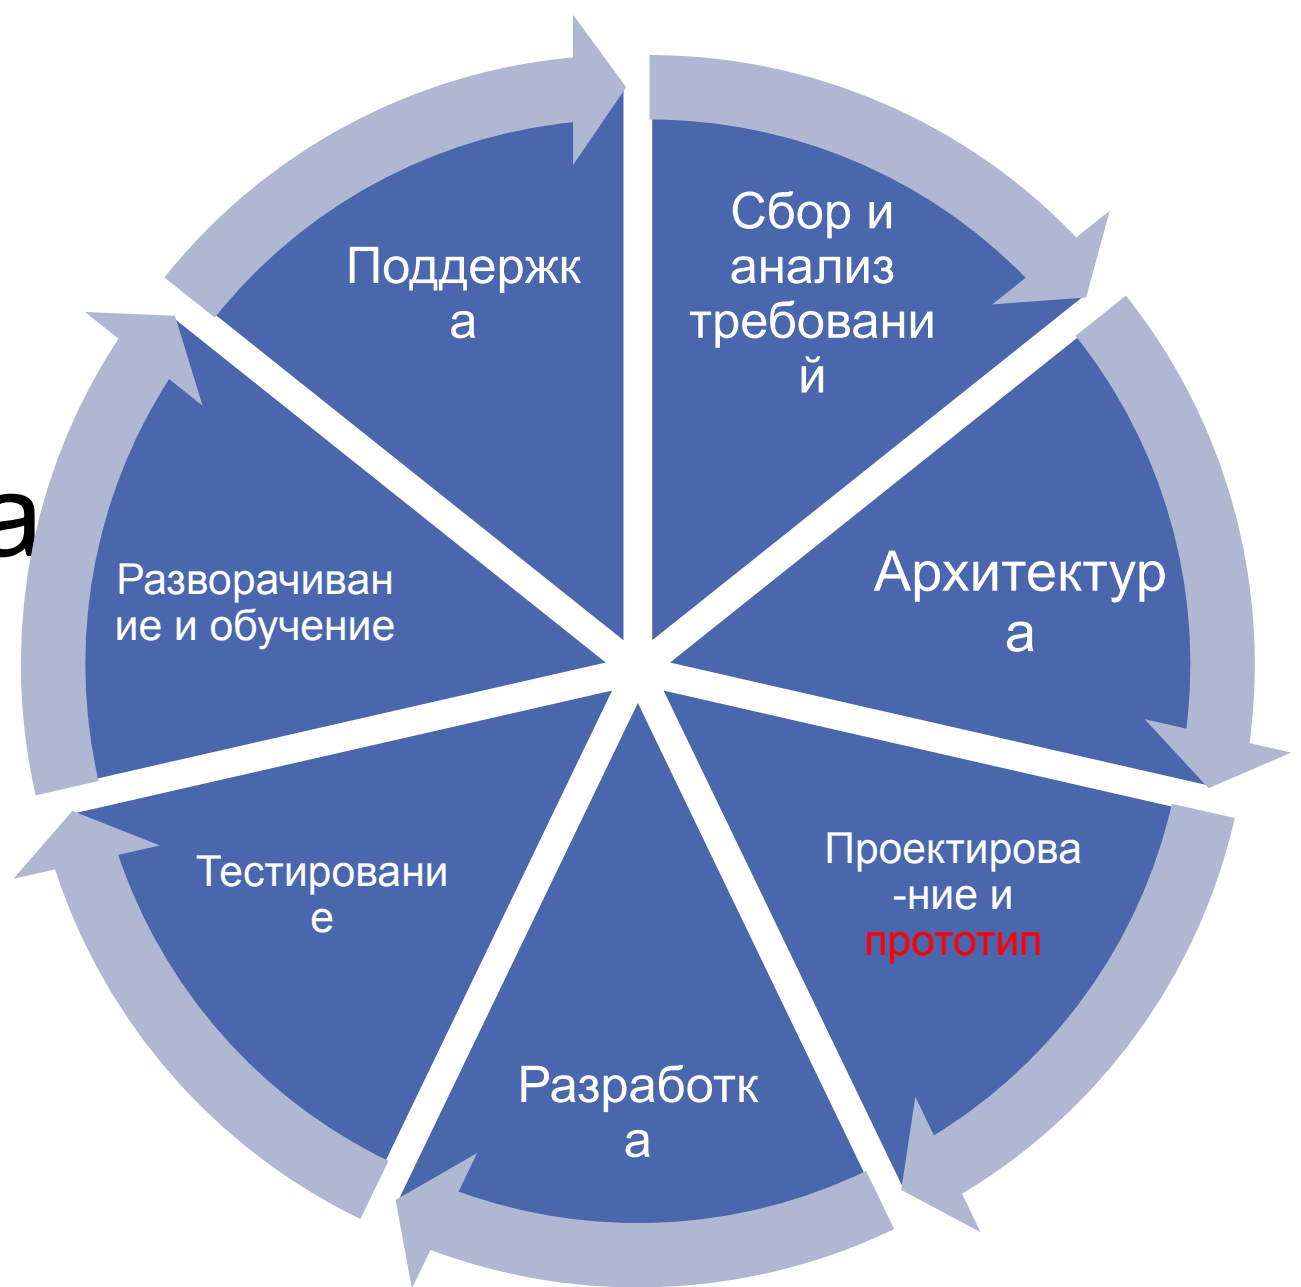 Сбор и
анализ
требовани
й
Архитектур
а
Проектирова
-ние и
прототип
Разработк
а
Тестировани
е
Разворачиван
ие и обучение
Поддержк
а
а